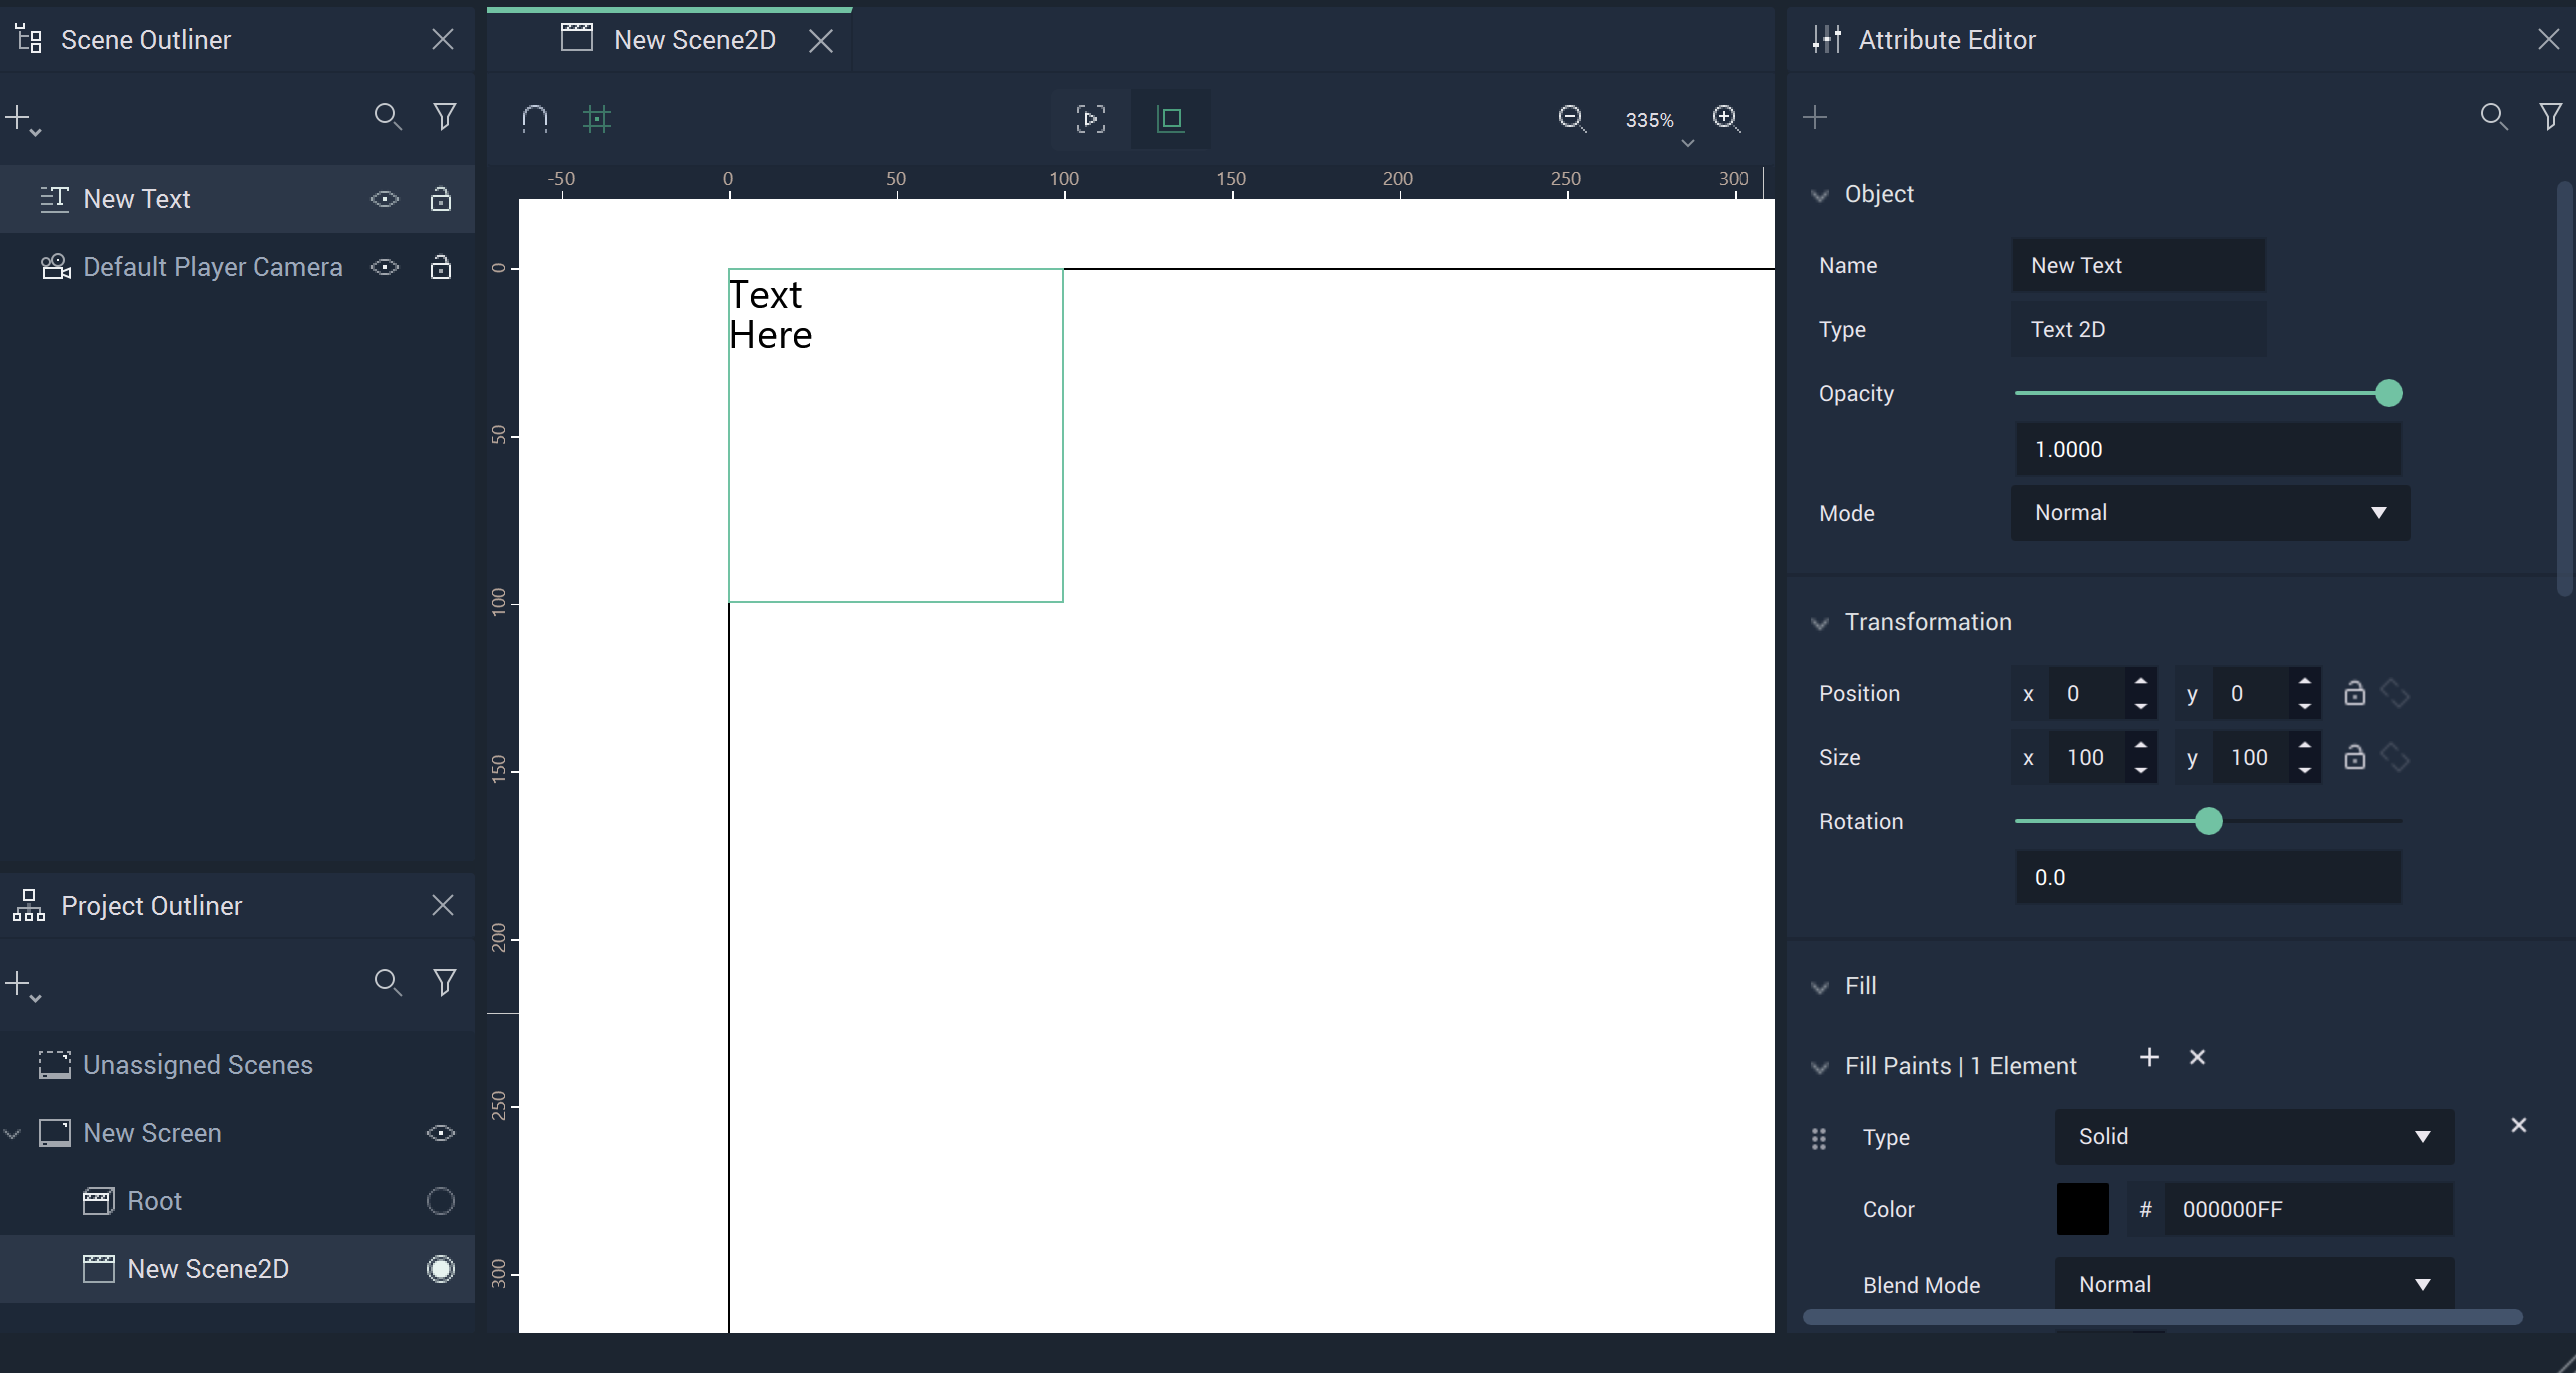 Scene Outliner
New Text
Default Player Camera
Project Outliner
Unassigned Scenes
New Screen
Root
New Scene2D
New Scene2D
335%
-50 0 50 100 150 200 250 300
0
50
100
150
200
250
300
Text
Here
Attribute Editor
Object
Name New Text
Type Text 2D
Opacity
1.0000
Mode Normal
Transformation
Position x 0 y 0
Size x 100 y 100
Rotation
0.0
Fill
Fill Paints | 1 Element
Type Solid
Color # 000000FF
Blend Mode Normal